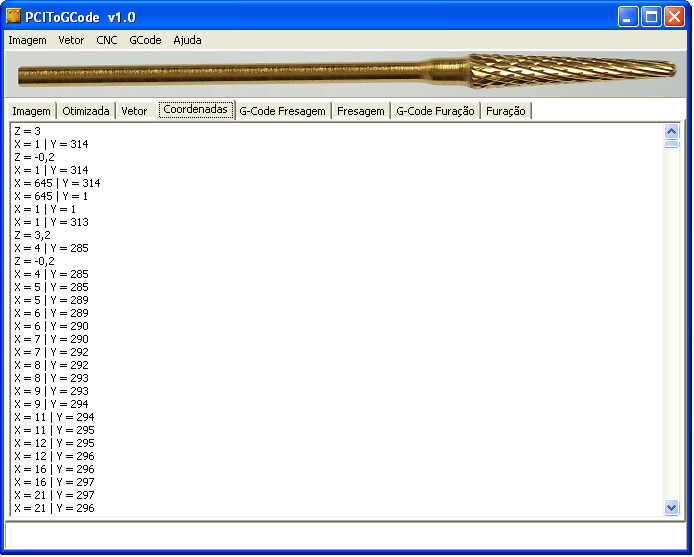 PCIToGCode v1.0
Imagem Vetor CNC GCode Ajuda
Imagem Otimizada Vetor Coordenadas G-Code Fresagem Fresagem G-Code Furação Furação
Z = 3
X = 1 | Y = 314
Z = -0,2
X = 1 | Y = 314
X = 645 | Y = 314
X = 645 | Y = 1
X = 1 | Y = 1
X = 1 | Y = 313
Z = 3,2
X = 4 | Y = 285
Z = -0,2
X = 4 | Y = 285
X = 5 | Y = 285
X = 5 | Y = 289
X = 6 | Y = 289
X = 6 | Y = 290
X = 7 | Y = 290
X = 7 | Y = 292
X = 8 | Y = 292
X = 8 | Y = 293
X = 9 | Y = 293
X = 9 | Y = 294
X = 11 | Y = 294
X = 11 | Y = 295
X = 12 | Y = 295
X = 12 | Y = 296
X = 16 | Y = 296
X = 16 | Y = 297
X = 21 | Y = 297
X = 21 | Y = 296